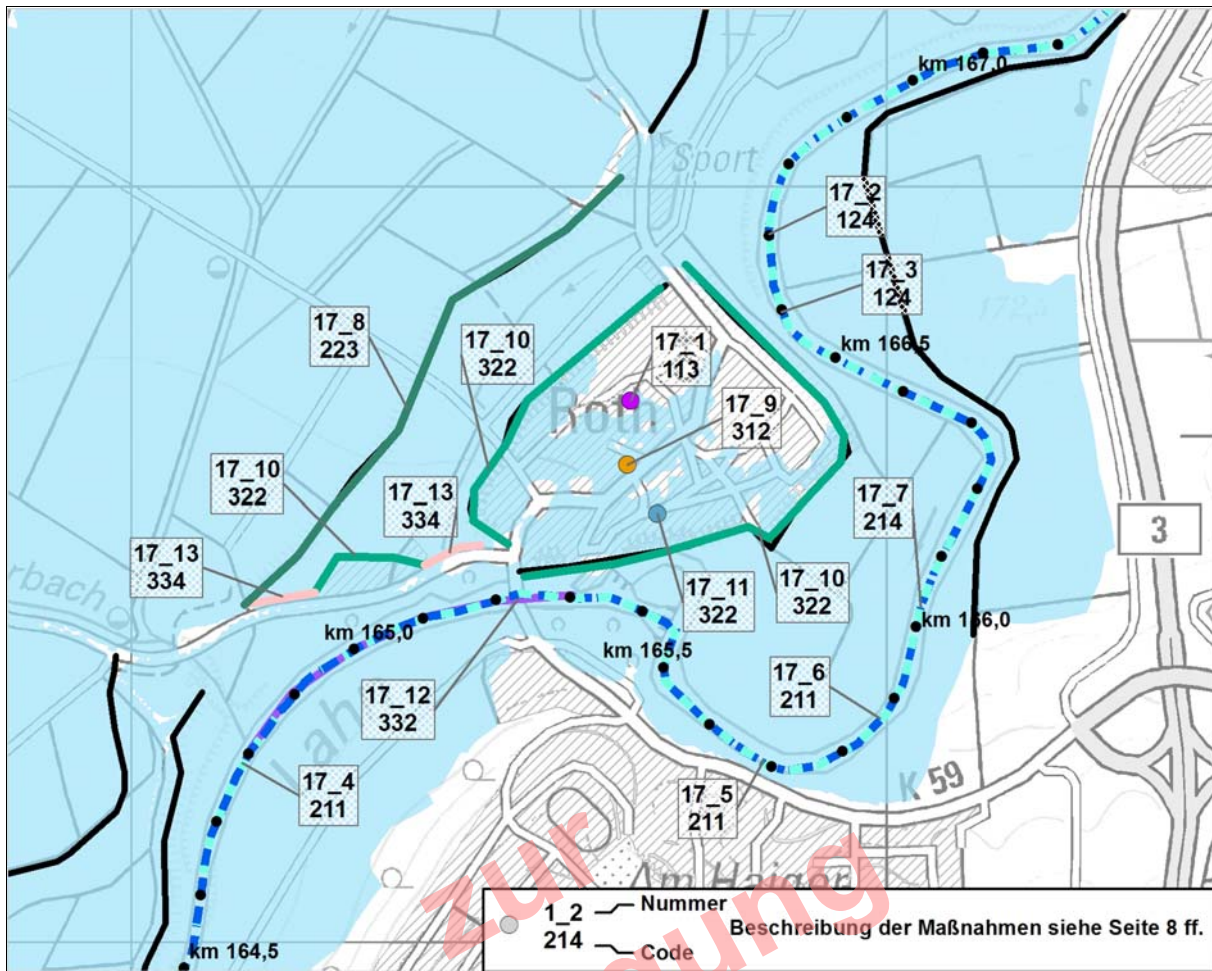 km 167,0
Sport
17_2
124
17_3
124
172,
17_8
223
17_10
322
17_1
113
km 166,5
Roth
17_9
312
17_10
322
17_13
334
17_7
214
3
17_13
334
17_11
322
17_10
322
km 166,0
km 165,0
km 165,5
17_12
332
17_6
211
Lahn
17_4
211
17_5
211
K 59
Am Haiger
zur
km 164,5
1_2
214
Nummer
Code
Beschreibung der Maßnahmen siehe Seite 8 ff.